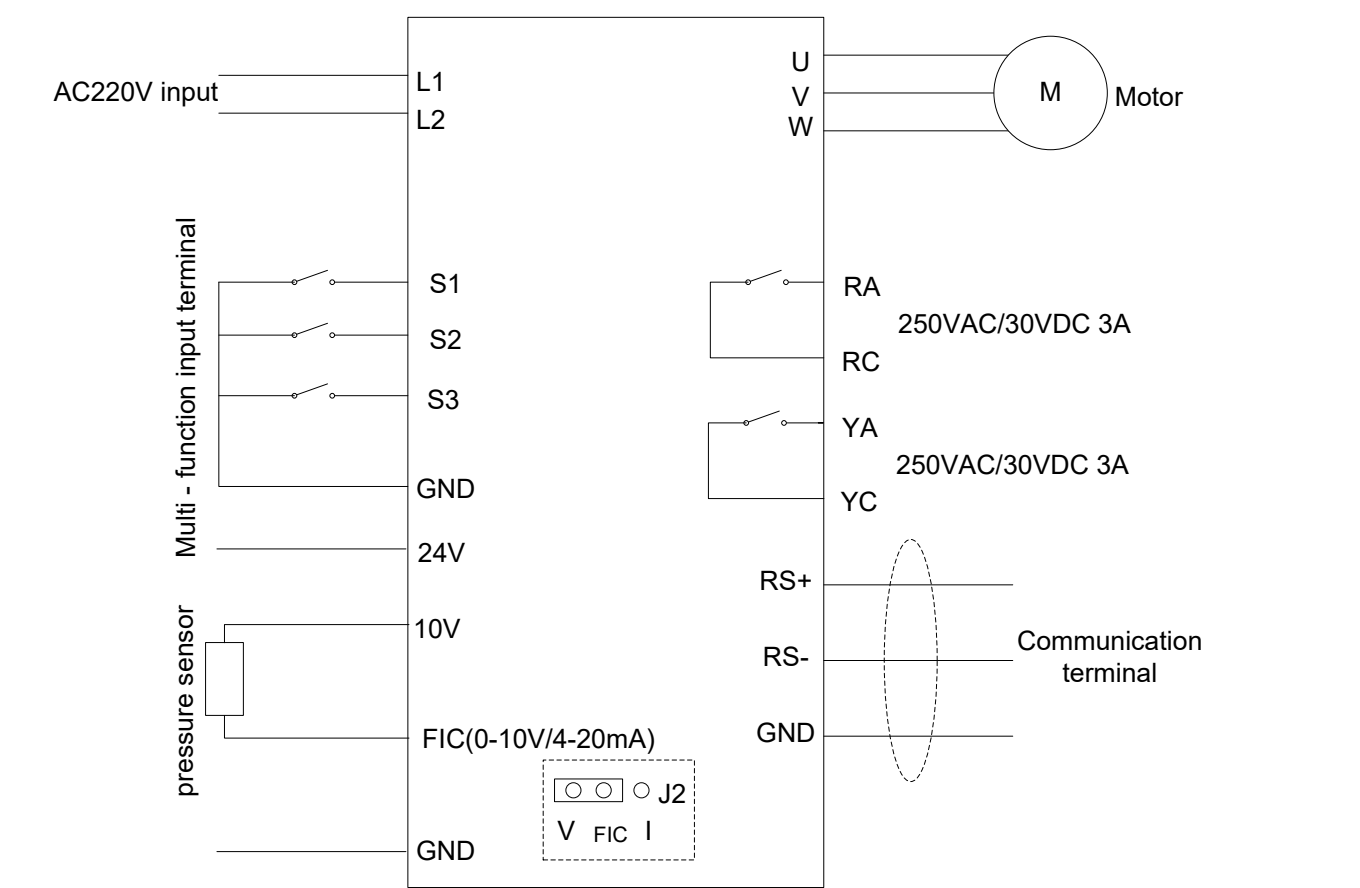 AC220V input
L1
L2
U
V
W
M
Motor
Multi - function input terminal
S1
S2
S3
GND
24V
RA
250VAC/30VDC 3A
RC
YA
250VAC/30VDC 3A
YC
pressure sensor
10V
FIC(0-10V/4-20mA)
J2
V FIC I
GND
RS+
RS-
GND
Communication
terminal